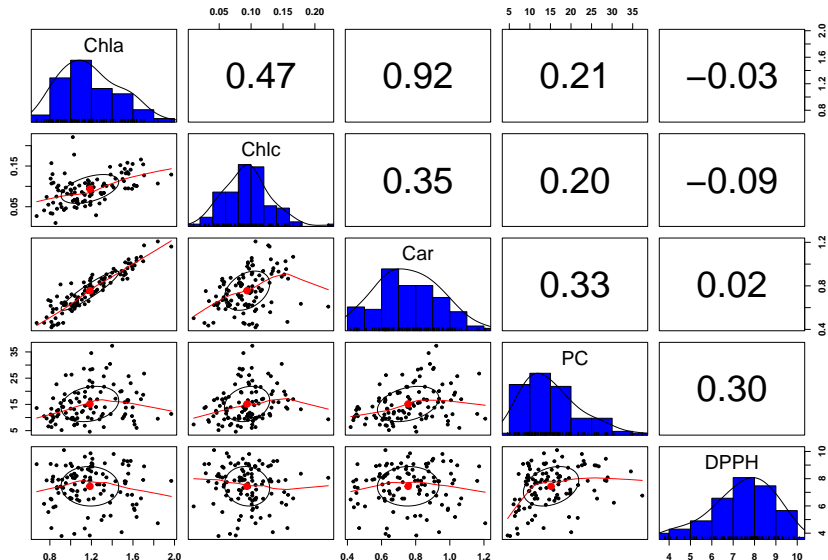 0.05 0.10 0.15 0.20 5 10 15 20 25 30 35
Chla 0.47 0.92 0.21 −0.03 0.8 1.2 1.6 2.0
0.05 0.15 Chlc 0.35 0.20 −0.09
Car 0.33 0.02 0.4 0.8 1.2
5 15 25 35 PC 0.30
DPPH 4 6 7 8 10
0.8 1.2 1.6 2.0 0.4 0.6 0.8 1.0 1.2 4 5 6 7 8 9 10